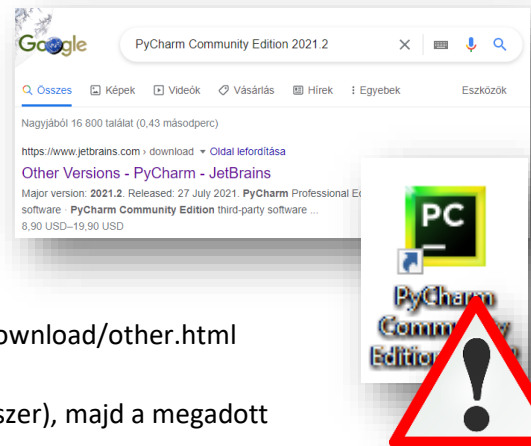 Google
PyCharm Community Edition 2021.2
Összes Képek Videók Vásárlás Hírek Egyebek Eszközök
Nagyjából 16 800 találat (0,43 másodperc)
https://www.jetbrains.com › download Oldal lefordítása
Other Versions - PyCharm - JetBrains
Major version: 2021.2. Released: 27 July 2021. PyCharm Professional Ed
software · PyCharm Community Edition third-party software ...
8,90 USD–19,90 USD
PC
PyCharm
Community
Edition
ownload/other.html
szer), majd a megadott